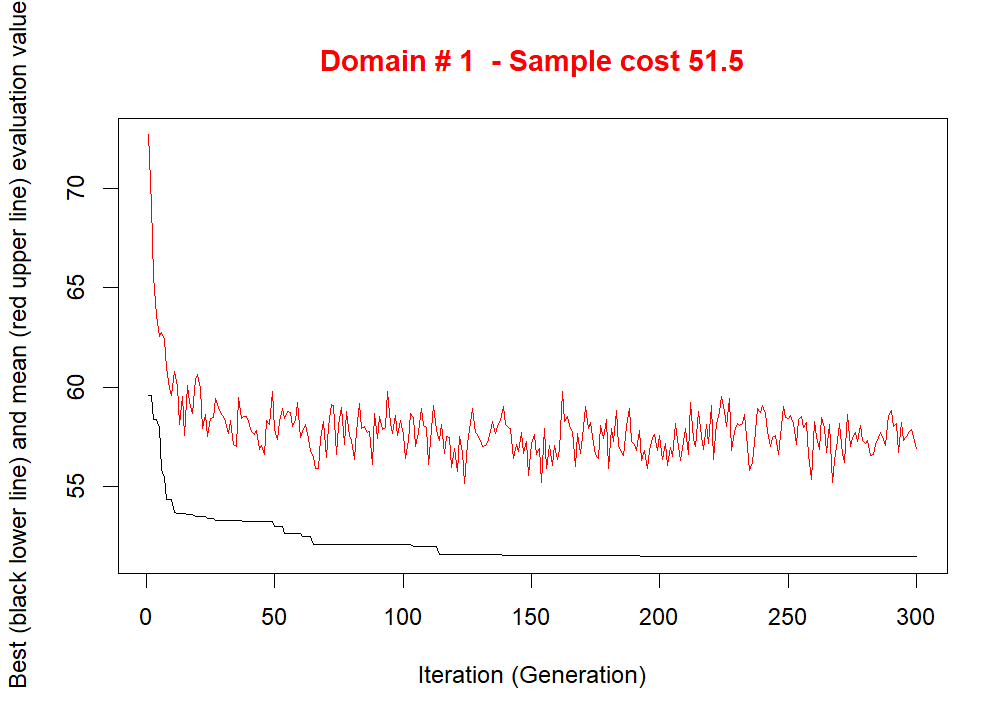 Domain # 1  - Sample cost 51.5
Best (black lower line) and mean (red upper line) evaluation value
70
65
60
55
0 50 100 150 200 250 300
Iteration (Generation)